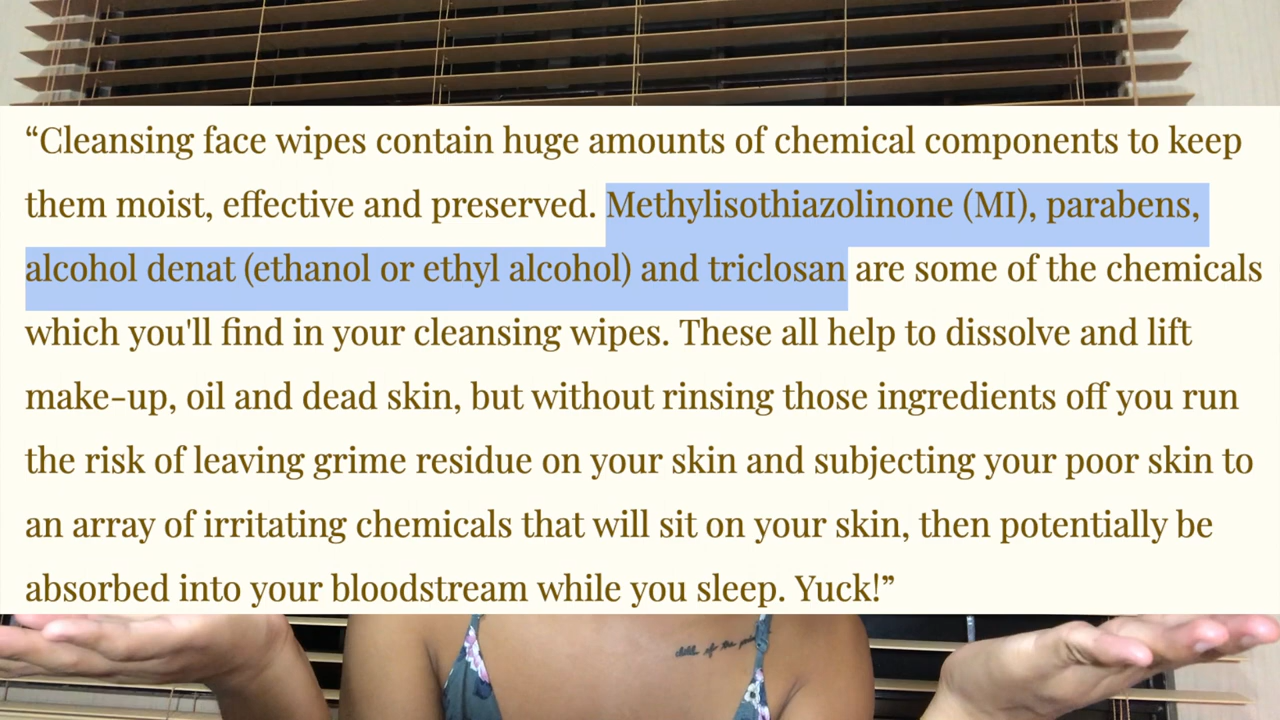 “Cleansing face wipes contain huge amounts of chemical components to keep
them moist, effective and preserved. Methylisothiazolinone (MI), parabens,
alcohol denat (ethanol or ethyl alcohol) and triclosan are some of the chemicals
which you'll find in your cleansing wipes. These all help to dissolve and lift
make-up, oil and dead skin, but without rinsing those ingredients off you run
the risk of leaving grime residue on your skin and subjecting your poor skin to
an array of irritating chemicals that will sit on your skin, then potentially be
absorbed into your bloodstream while you sleep. Yuck!”
child of the